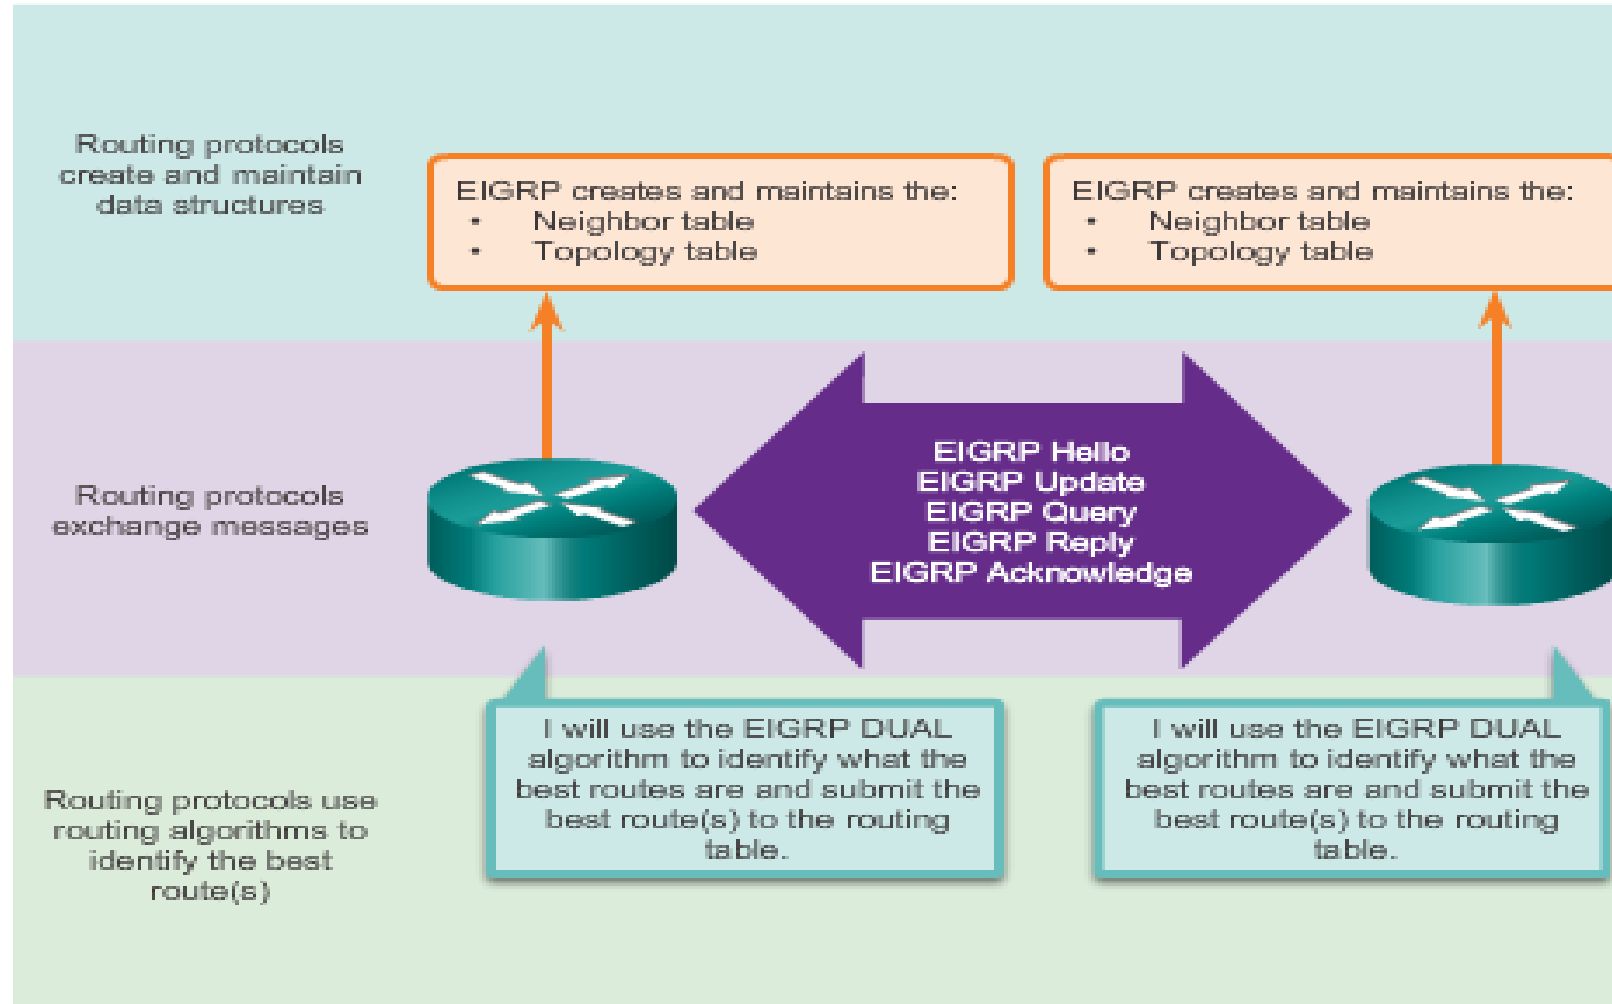 Routing protocols
create and maintain
data structures
EIGRP creates and maintains the:
• Neighbor table
• Topology table
EIGRP creates and maintains the:
• Neighbor table
• Topology table
Routing protocols
exchange messages
EIGRP Hello
EIGRP Update
EIGRP Query
EIGRP Reply
EIGRP Acknowledge
Routing protocols use
routing algorithms to
identify the best
route(s)
I will use the EIGRP DUAL
algorithm to identify what the
best routes are and submit the
best route(s) to the routing
table.
I will use the EIGRP DUAL
algorithm to identify what the
best routes are and submit the
best route(s) to the routing
table.